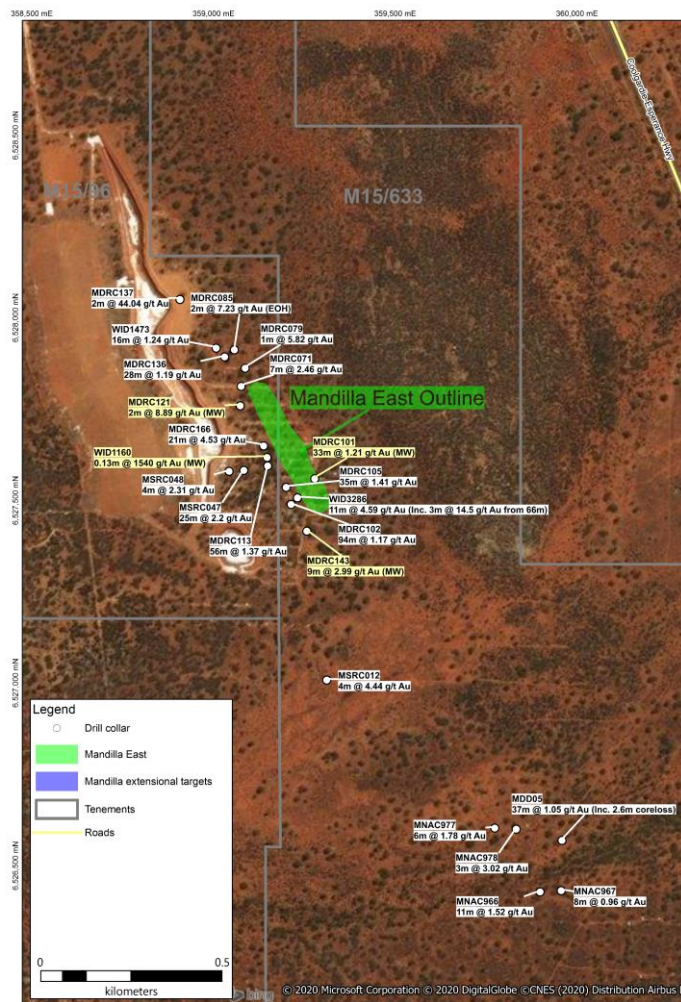 358,500 mE
359,000 mE
359,500 mE
360,000 mE
6,528,500 mN
6,528,000 mN
6,527,500 mN
6,527,000 mN
6,526,500 mN
Coolgardie-Esperance Hwy
M15/96
M15/633
MDRC137
2m @ 44.04 g/t Au
MDRC085
2m @ 7.23 g/t Au (EOH)
WID1473
16m @ 1.24 g/t Au
MDRC079
1m @ 5.82 g/t Au
MDRC136
28m @ 1.19 g/t Au
MDRC071
7m @ 2.46 g/t Au
Mandilla East Outline
MDRC121
2m @ 8.89 g/t Au (MW)
MDRC166
21m @ 4.53 g/t Au
MDRC101
33m @ 1.21 g/t Au (MW)
WID1160
0.13m @ 1540 g/t Au (MW)
MDRC105
35m @ 1.41 g/t Au
MSRC048
4m @ 2.31 g/t Au
WID3286
11m @ 4.59 g/t Au (Inc. 3m @ 14.5 g/t Au from 66m)
MSRC047
25m @ 2.2 g/t Au
MDRC102
94m @ 1.17 g/t Au
MDRC113
56m @ 1.37 g/t Au
MDRC143
9m @ 2.99 g/t Au (MW)
MSRC012
4m @ 4.44 g/t Au
MDD05
37m @ 1.05 g/t Au (Inc. 2.6m coreloss)
MNAC977
6m @ 1.78 g/t Au
MNAC978
3m @ 3.02 g/t Au
MNAC966
11m @ 1.52 g/t Au
MNAC967
8m @ 0.96 g/t Au
Legend
Drill collar
Mandilla East
Mandilla extensional targets
Tenements
Roads
0 0.5
kilometers
bing
© 2020 Microsoft Corporation © 2020 DigitalGlobe ©CNES (2020) Distribution Airbus